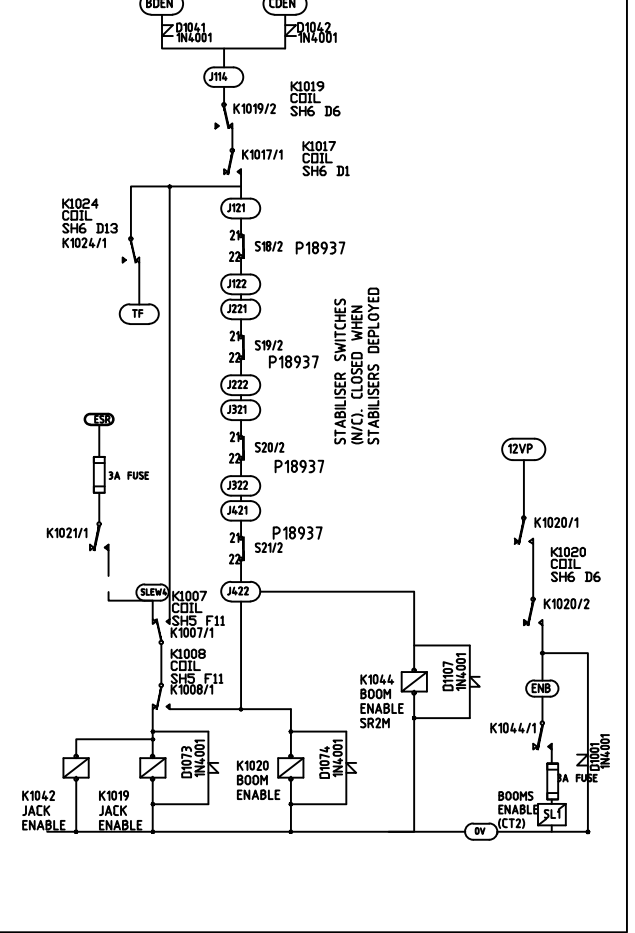 BDEN
CDEN
D1041
1N4001
D1042
1N4001
J114
K1019/2
K1019
COIL
SH6 D6
K1017/1
K1017
COIL
SH6 D1
K1024
COIL
SH6 D13
K1024/1
TF
J121
21
22
S18/2
P18937
J122
J221
21
22
S19/2
P18937
J222
J321
21
22
S20/2
P18937
J322
J421
21
22
S21/2
P18937
J422
STABILISER SWITCHES
(N/C). CLOSED WHEN
STABILISERS DEPLOYED
ESR
3A FUSE
K1021/1
SLEW4
K1007
COIL
SH5 F11
K1007/1
K1008
COIL
SH5 F11
K1008/1
12VP
K1020/1
K1020
COIL
SH6 D6
K1020/2
ENB
K1044/1
K1044
BOOM
ENABLE
SR2M
D1107
1N4001
D1001
1N4001
3A FUSE
BOOMS
ENABLE
(CT2)
SL1
K1042
JACK
ENABLE
K1019
JACK
ENABLE
D1073
1N4001
K1020
BOOM
ENABLE
D1074
1N4001
0V